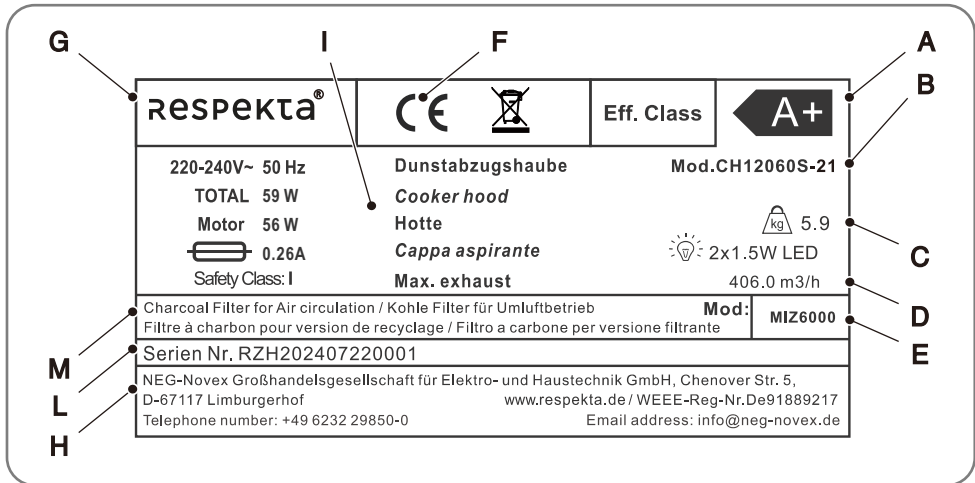 G I F A
B
Respekta® CE Eff. Class A+
220-240V~ 50 Hz Dunstabzugshaube Mod.CH12060S-21
TOTAL 59 W Cooker hood
Motor 56 W Hotte kg 5.9
C
0.26A Cappa aspirante 2x1.5W LED
Safety Class: I Max. exhaust 406.0 m3/h
D
Charcoal Filter for Air circulation / Kohle Filter für Umluftbetrieb Mod: MIZ6000
Filtre à charbon pour version de recyclage / Filtro a carbone per versione filtrante
E
M
Serien Nr. RZH202407220001
L
NEG-Novex Großhandelsgesellschaft für Elektro- und Haustechnik GmbH, Chenover Str. 5,
D-67117 Limburgerhof www.respekta.de / WEEE-Reg-Nr.De91889217
Telephone number: +49 6232 29850-0 Email address: info@neg-novex.de
H